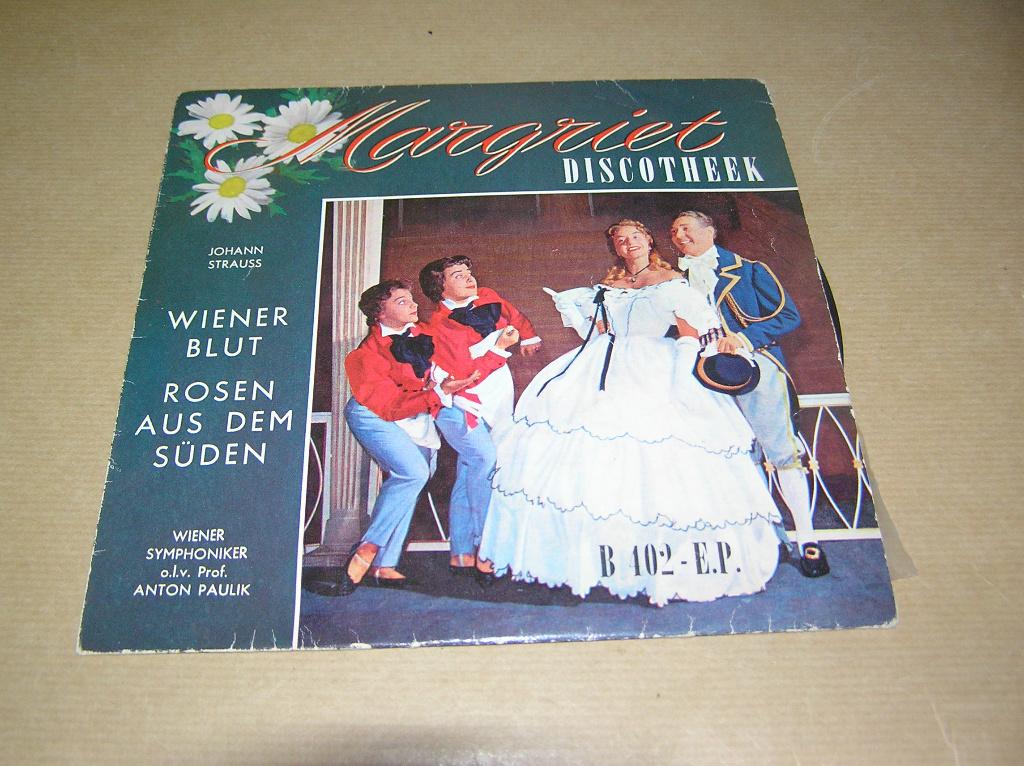 Margriet
DISCOTHEEK
JOHANN
STRAUSS
WIENER
BLUT
ROSEN
AUS DEM
SÜDEN
WIENER
SYMPHONIKER
o.l.v. Prof.
ANTON PAULIK
B 402-E.P.